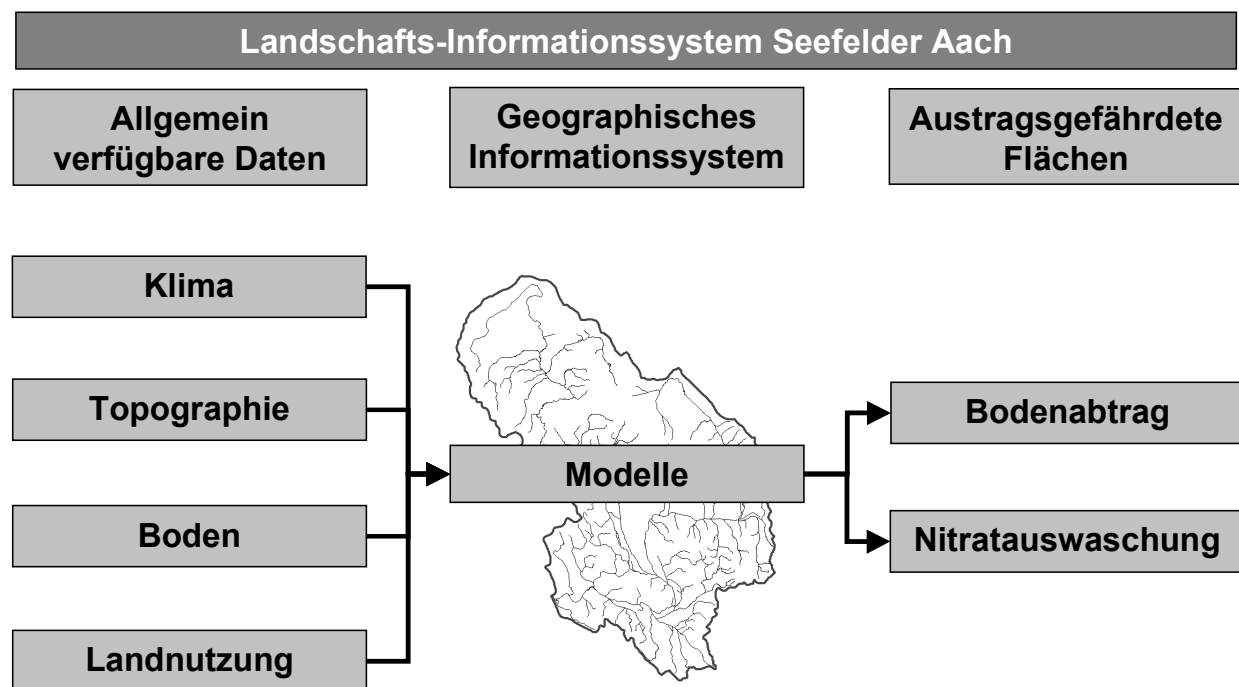 Landschafts-Informationssystem Seefelder Aach
Allgemein
verfügbare Daten
Geographisches
Informationssystem
Austragsgefährdete
Flächen
Klima
Topographie
Boden
Landnutzung
Modelle
Bodenabtrag
Nitratauswaschung